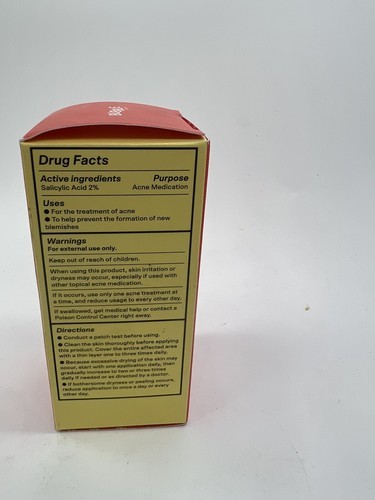 Drug Facts
Active ingredients Purpose
Salicylic Acid 2% Acne Medication
Uses
● For the treatment of acne
● To help prevent the formation of new
blemishes
Warnings
For external use only.
Keep out of reach of children.
When using this product, skin irritation or
dryness may occur, especially if used with
other topical acne medication.
If it occurs, use only one acne treatment at
a time, and reduce usage to every other day.
If swallowed, get medical help or contact a
Poison Control Center right away.
Directions
● Conduct a patch test before using.
● Clean the skin thoroughly before applying
this product. Cover the entire affected area
with a thin layer one to three times daily.
● Because excessive drying of the skin may
occur, start with one application daily, then
gradually increase to two or three times
daily if needed or as directed by a doctor.
● If bothersome dryness or peeling occurs,
reduce application to once a day or every
other day.